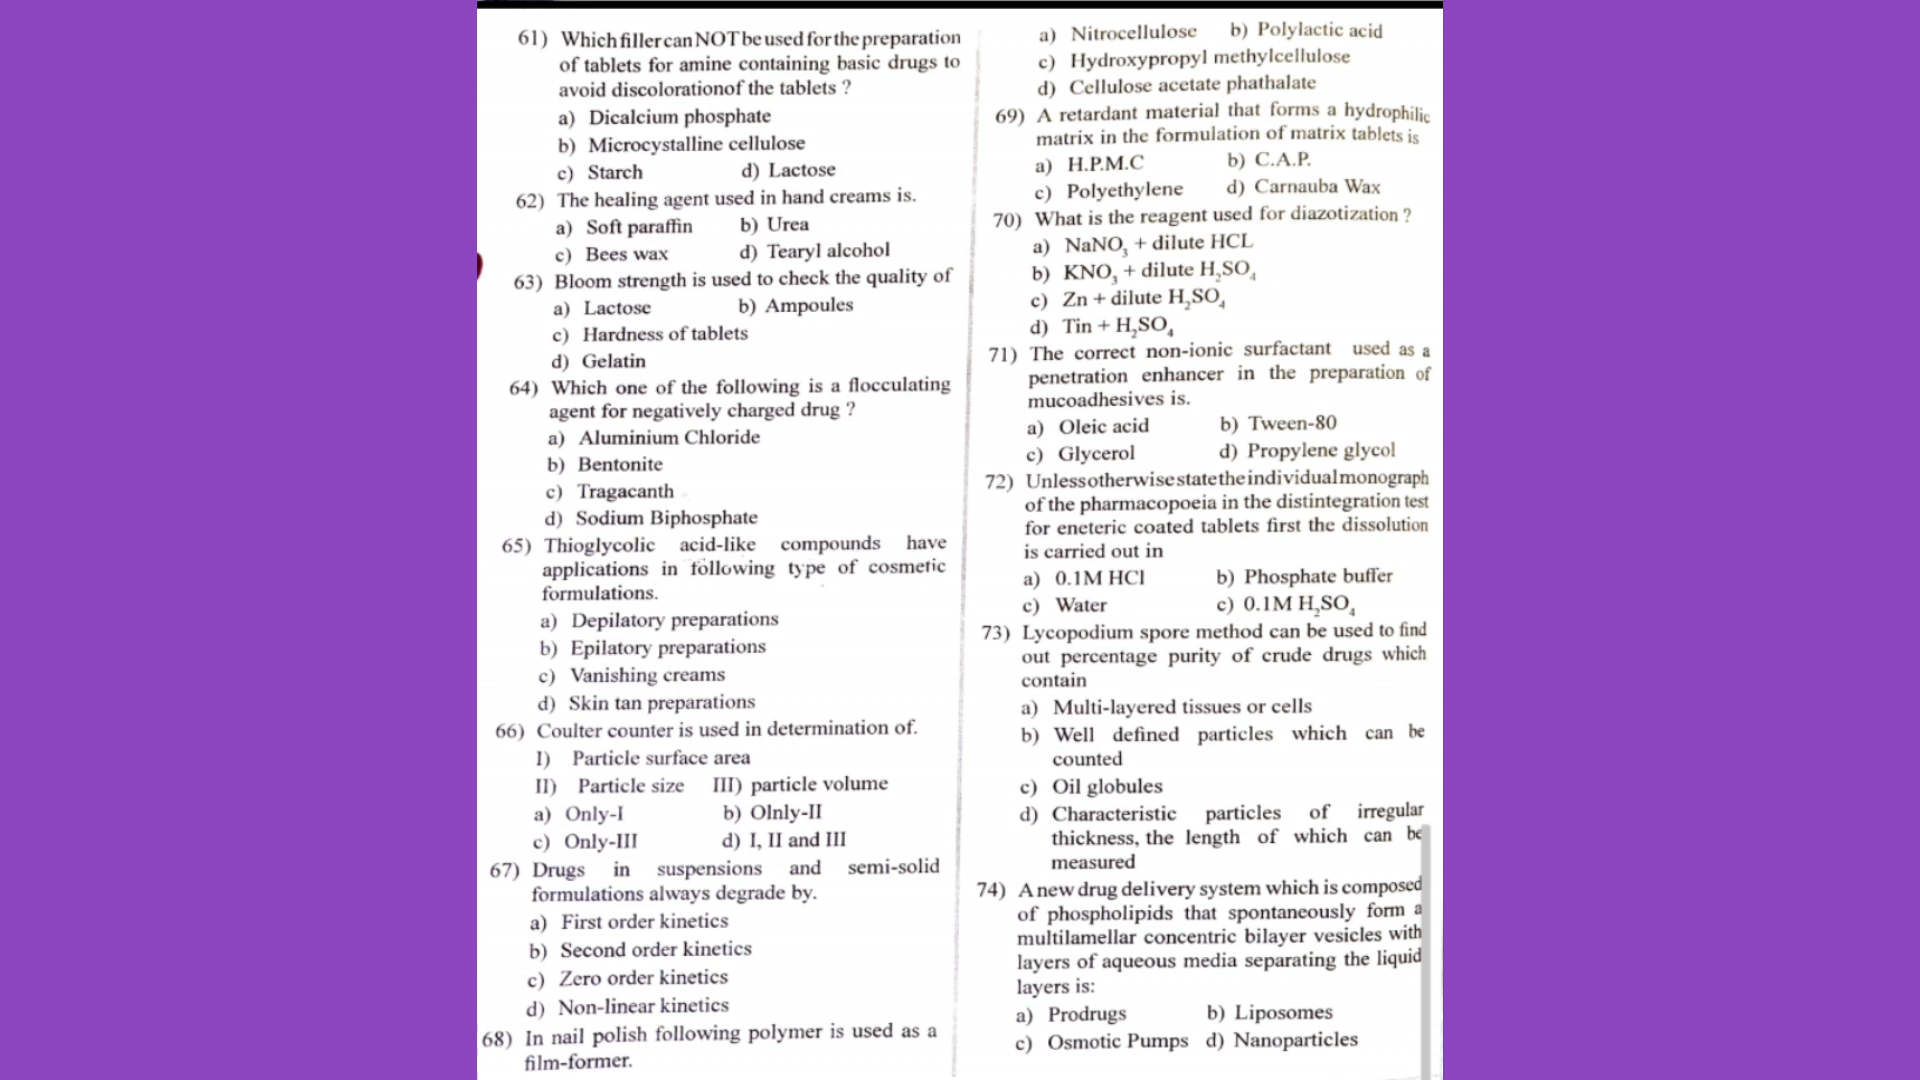 61) Which filler can NOT be used for the preparation
of tablets for amine containing basic drugs to
avoid discolorationof the tablets ?
a) Dicalcium phosphate
b) Microcystalline cellulose
c) Starch d) Lactose
62) The healing agent used in hand creams is.
a) Soft paraffin b) Urea
c) Bees wax d) Tearyl alcohol
63) Bloom strength is used to check the quality of
a) Lactose b) Ampoules
c) Hardness of tablets
d) Gelatin
64) Which one of the following is a flocculating
agent for negatively charged drug ?
a) Aluminium Chloride
b) Bentonite
c) Tragacanth
d) Sodium Biphosphate
65) Thioglycolic acid-like compounds have
applications in following type of cosmetic
formulations.
a) Depilatory preparations
b) Epilatory preparations
c) Vanishing creams
d) Skin tan preparations
66) Coulter counter is used in determination of.
I) Particle surface area
II) Particle size III) particle volume
a) Only-I b) Olnly-II
c) Only-III d) I, II and III
67) Drugs in suspensions and semi-solid
formulations always degrade by.
a) First order kinetics
b) Second order kinetics
c) Zero order kinetics
d) Non-linear kinetics
68) In nail polish following polymer is used as a
film-former.
a) Nitrocellulose b) Polylactic acid
c) Hydroxypropyl methylcellulose
d) Cellulose acetate phathalate
69) A retardant material that forms a hydrophilic
matrix in the formulation of matrix tablets is
a) H.P.M.C b) C.A.P.
c) Polyethylene d) Carnauba Wax
70) What is the reagent used for diazotization ?
a) NaNO₃ + dilute HCL
b) KNO₃ + dilute H₂SO₄
c) Zn + dilute H₂SO₄
d) Tin + H₂SO₄
71) The correct non-ionic surfactant used as a
penetration enhancer in the preparation of
mucoadhesives is.
a) Oleic acid b) Tween-80
c) Glycerol d) Propylene glycol
72) Unless otherwise state the individual monograph
of the pharmacopoeia in the distintegration test
for eneteric coated tablets first the dissolution
is carried out in
a) 0.1M HCl b) Phosphate buffer
c) Water c) 0.1M H₂SO₄
73) Lycopodium spore method can be used to find
out percentage purity of crude drugs which
contain
a) Multi-layered tissues or cells
b) Well defined particles which can be
counted
c) Oil globules
d) Characteristic particles of irregular
thickness, the length of which can be
measured
74) A new drug delivery system which is composed
of phospholipids that spontaneously form a
multilamellar concentric bilayer vesicles with
layers of aqueous media separating the liquid
layers is:
a) Prodrugs b) Liposomes
c) Osmotic Pumps d) Nanoparticles